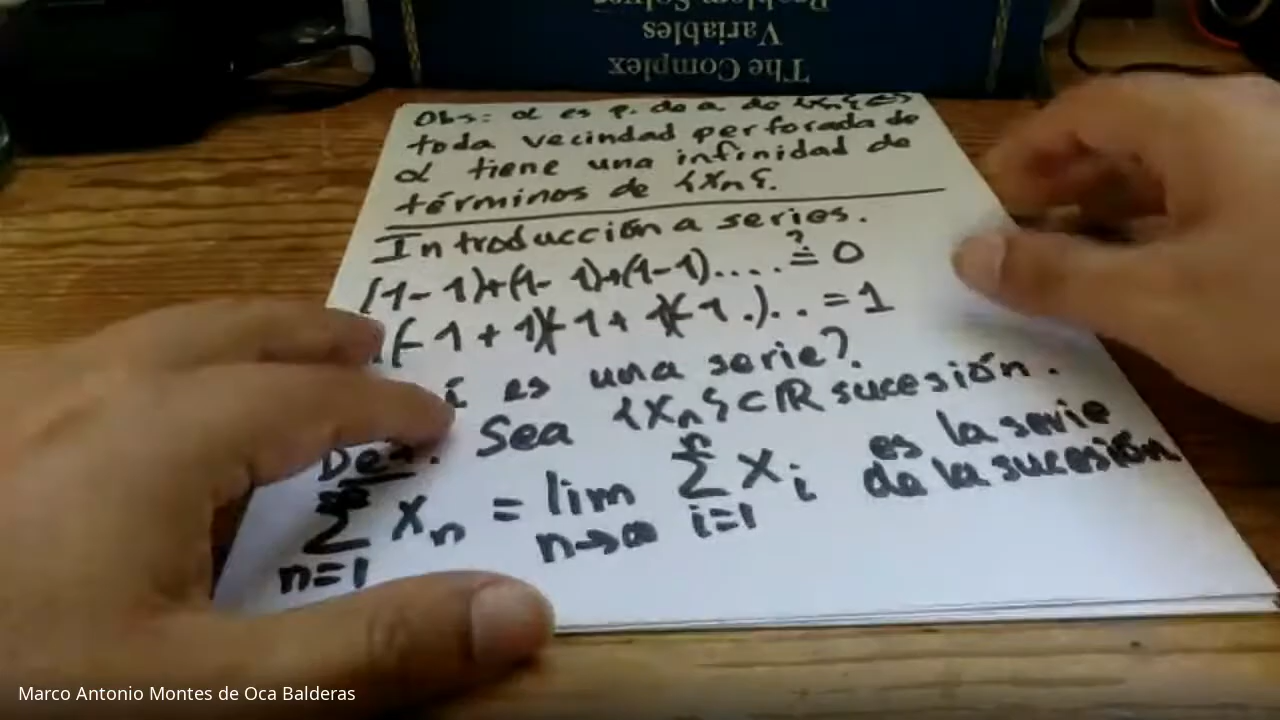 The Complex
Variables
Problem Solver
Obs: α es p. de a. de {xn} ⇔
toda vecindad perforada de
α tiene una infinidad de
términos de {xn}.
Introducción a series.
(1-1)+(1-1)+(1-1).... ≟ 0
(-1+1)(-1+1)(-1.)... = 1
es una serie?
Def. Sea {xn} ⊂ ℝ sucesión.
∑_{n=1}^{∞} xn = lim_{n→∞} ∑_{i=1}^{n} xi es la serie
de la sucesión
Marco Antonio Montes de Oca Balderas